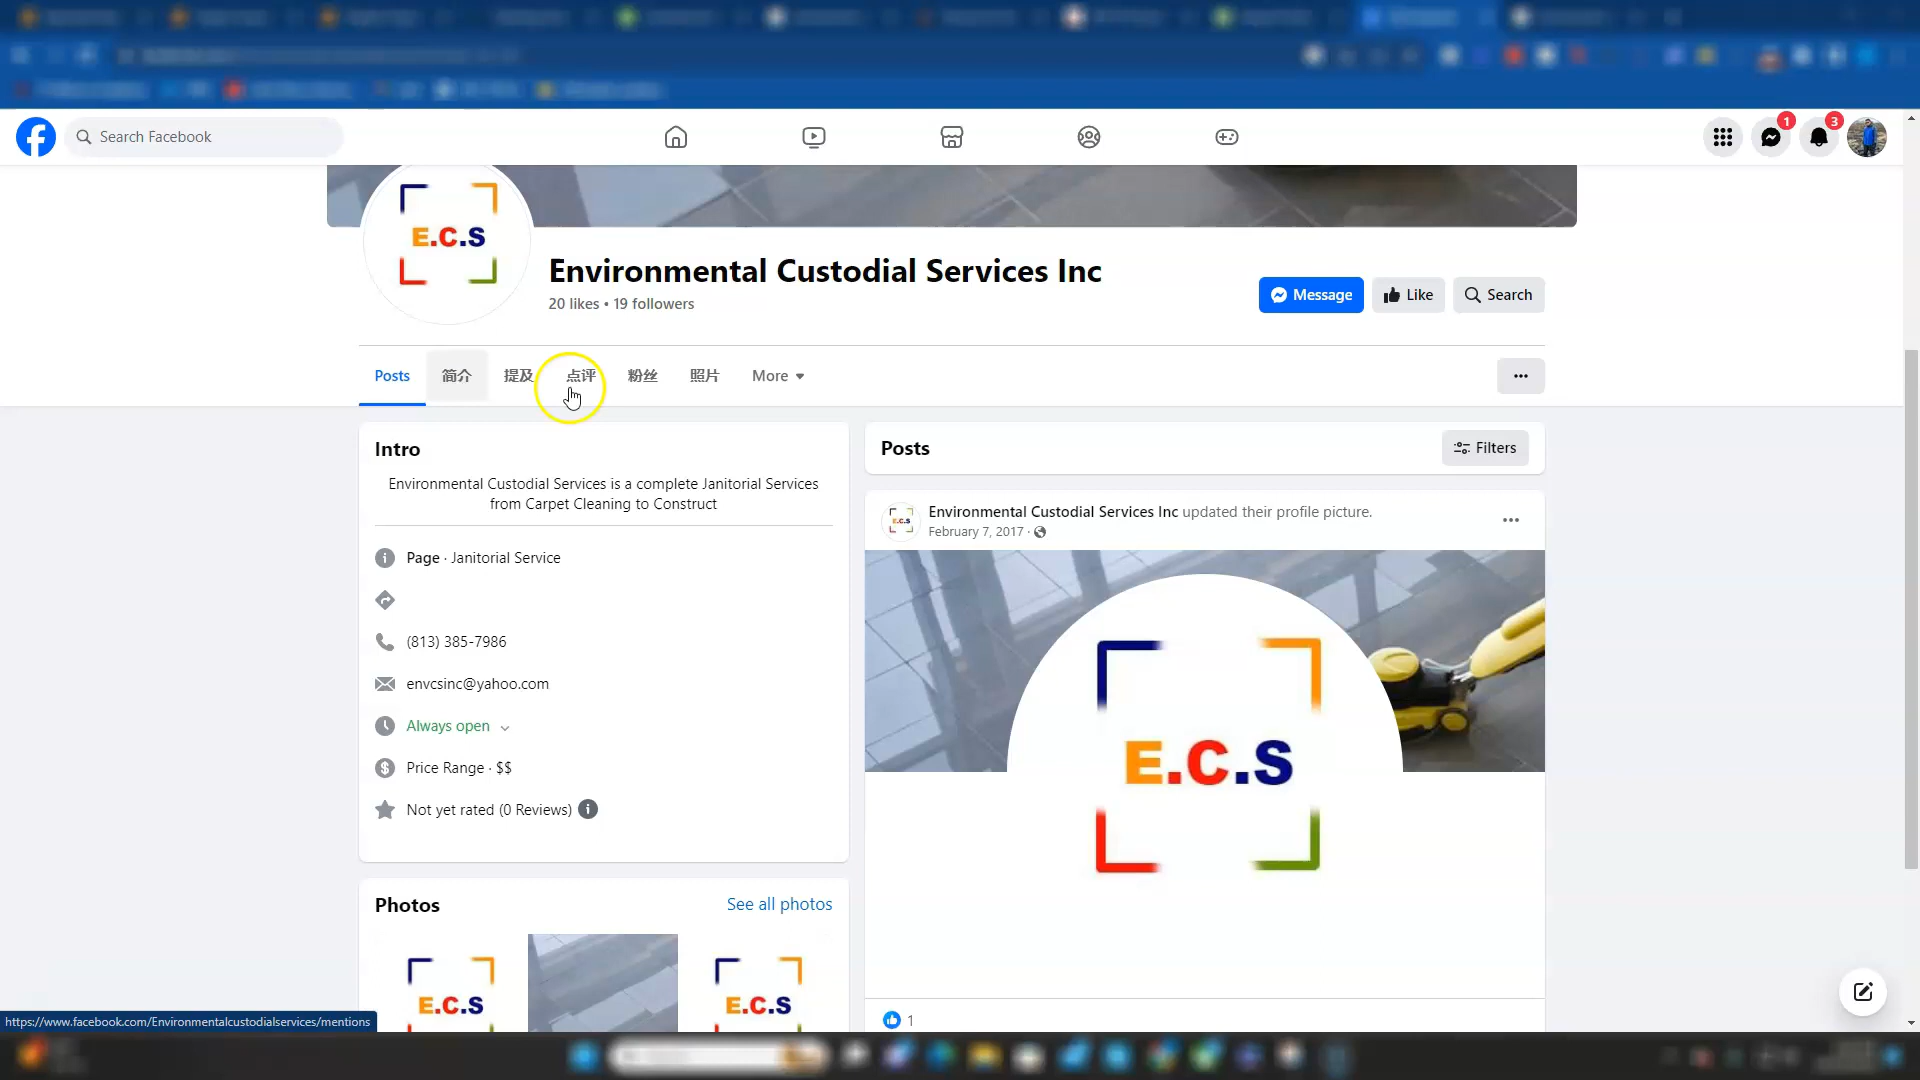 Search Facebook
1
3
E.C.S
Environmental Custodial Services Inc
20 likes • 19 followers
Message
Like
Search
Posts
简介
提及
点评
粉丝
照片
More
Intro
Environmental Custodial Services is a complete Janitorial Services
from Carpet Cleaning to Construct
Page · Janitorial Service
(813) 385-7986
envcsinc@yahoo.com
Always open
Price Range · $$
Not yet rated (0 Reviews)
Photos
See all photos
E.C.S
E.C.S
Posts
Filters
E.C.S
Environmental Custodial Services Inc updated their profile picture.
February 7, 2017 ·
E.C.S
1
https://www.facebook.com/Environmentalcustodialservices/mentions